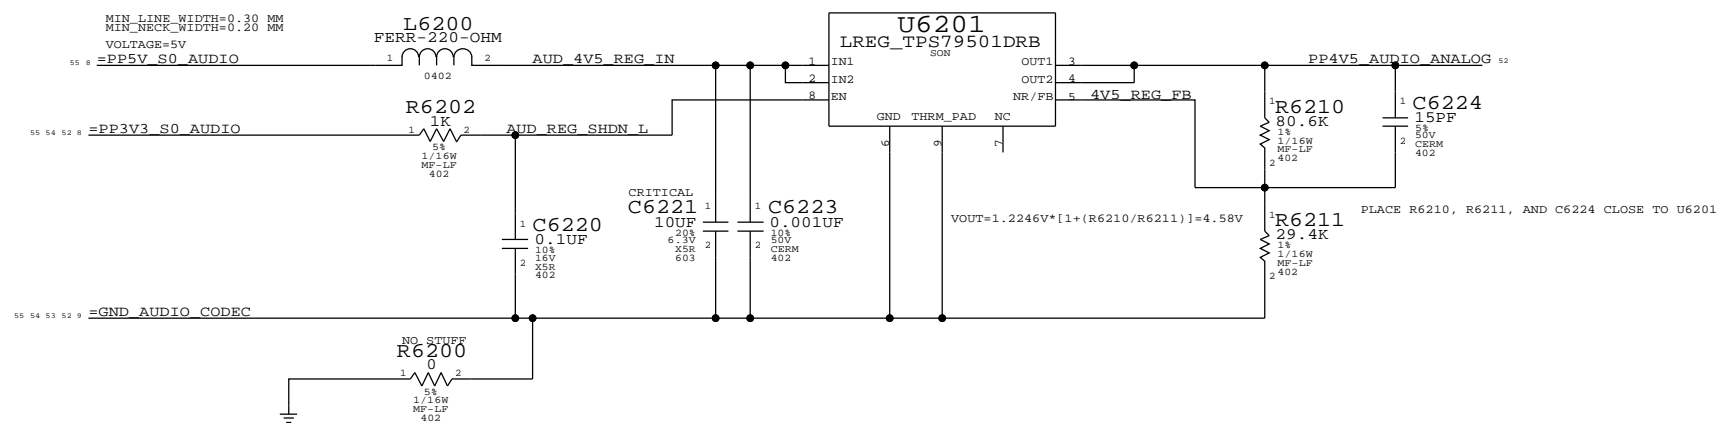 MIN_LINE_WIDTH=0.30 MM
MIN_NECK_WIDTH=0.20 MM
VOLTAGE=5V
55 8 =PP5V_S0_AUDIO
L6200
FERR-220-OHM
1 2
0402
AUD_4V5_REG_IN
U6201
LREG_TPS79501DRB
SON
1 IN1
2 IN2
8 EN
OUT1 3
OUT2 4
NR/FB 5
GND THRM_PAD NC
6 9 7
PP4V5_AUDIO_ANALOG 52
4V5_REG_FB
55 54 52 8 =PP3V3_S0_AUDIO
R6202
1K
1 2
5%
1/16W
MF-LF
402
AUD_REG_SHDN_L
1
R6210
80.6K
1%
1/16W
MF-LF
2 402
1
C6224
15PF
5%
50V
2 CERM
402
1
C6220
0.1UF
10%
16V
2 X5R
402
CRITICAL
C6221 1
10UF
20%
6.3V 2
X5R
603
1 C6223
0.001UF
10%
2 50V
CERM
402
VOUT=1.2246V*[1+(R6210/R6211)]=4.58V
1
R6211
29.4K
1%
1/16W
MF-LF
2 402
PLACE R6210, R6211, AND C6224 CLOSE TO U6201
55 54 53 52 9 =GND_AUDIO_CODEC
NO STUFF
R6200
0
1 2
5%
1/16W
MF-LF
402